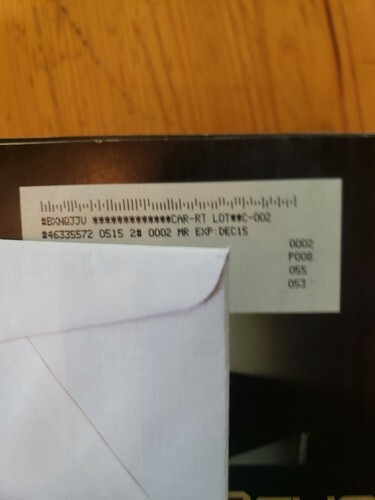 #BXNQJJV *************CAR-RT LOT**C-002
#46335572 0515 2# 0002 MR EXP:DEC15
0002
P008
055
053